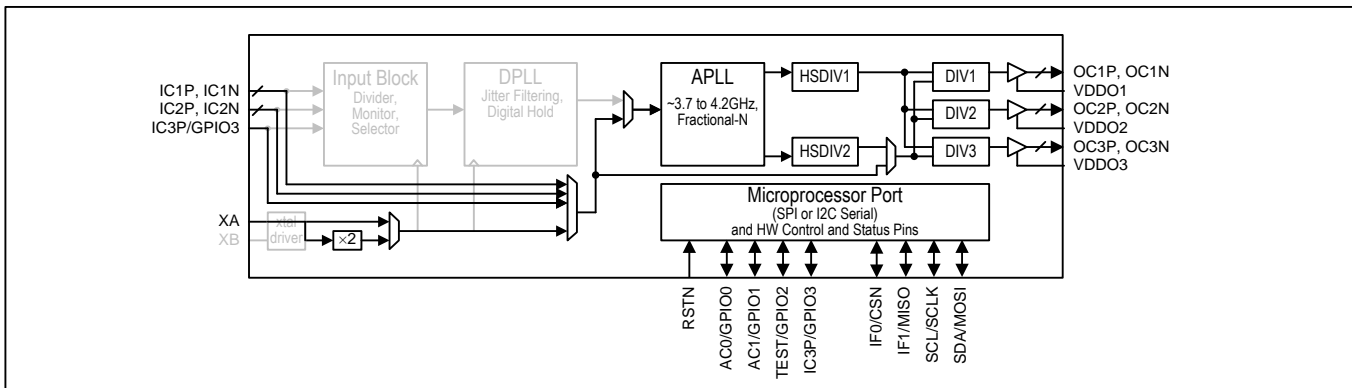 IC1P, IC1N
IC2P, IC2N
IC3P/GPIO3
XA
XB
xtal
driver
×2
Input Block
Divider,
Monitor,
Selector
DPLL
Jitter Filtering,
Digital Hold
APLL
~3.7 to 4.2GHz,
Fractional-N
HSDIV1
HSDIV2
DIV1
DIV2
DIV3
OC1P, OC1N
VDDO1
OC2P, OC2N
VDDO2
OC3P, OC3N
VDDO3
Microprocessor Port
(SPI or I2C Serial)
and HW Control and Status Pins
RSTN
AC0/GPIO0
AC1/GPIO1
TEST/GPIO2
IC3P/GPIO3
IF0/CSN
IF1/MISO
SCL/SCLK
SDA/MOSI